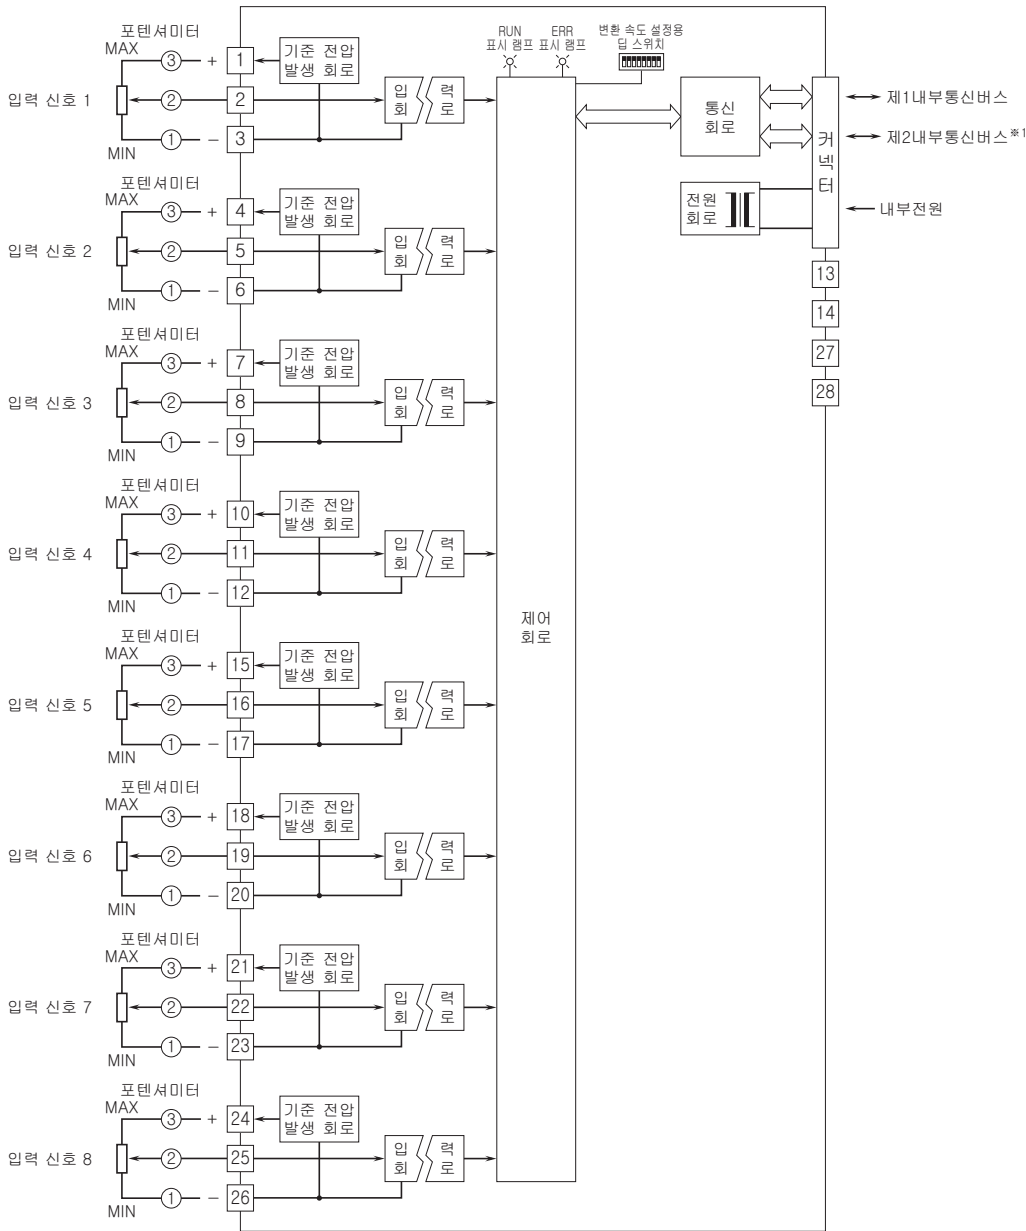 RUN
표시 램프
ERR
표시 램프
변환 속도 설정용
딥 스위치
포텐셔미터
MAX
입력 신호 1
MIN
3 +
2
1 −
1
2
3
기준 전압
발생 회로
입 력
회 로
포텐셔미터
MAX
입력 신호 2
MIN
3 +
2
1 −
4
5
6
기준 전압
발생 회로
입 력
회 로
포텐셔미터
MAX
입력 신호 3
MIN
3 +
2
1 −
7
8
9
기준 전압
발생 회로
입 력
회 로
포텐셔미터
MAX
입력 신호 4
MIN
3 +
2
1 −
10
11
12
기준 전압
발생 회로
입 력
회 로
포텐셔미터
MAX
입력 신호 5
MIN
3 +
2
1 −
15
16
17
기준 전압
발생 회로
입 력
회 로
포텐셔미터
MAX
입력 신호 6
MIN
3 +
2
1 −
18
19
20
기준 전압
발생 회로
입 력
회 로
포텐셔미터
MAX
입력 신호 7
MIN
3 +
2
1 −
21
22
23
기준 전압
발생 회로
입 력
회 로
포텐셔미터
MAX
입력 신호 8
MIN
3 +
2
1 −
24
25
26
기준 전압
발생 회로
입 력
회 로
제어
회로
통신
회로
전원
회로
커넥터
제1내부통신버스
제2내부통신버스※1
내부전원
13
14
27
28